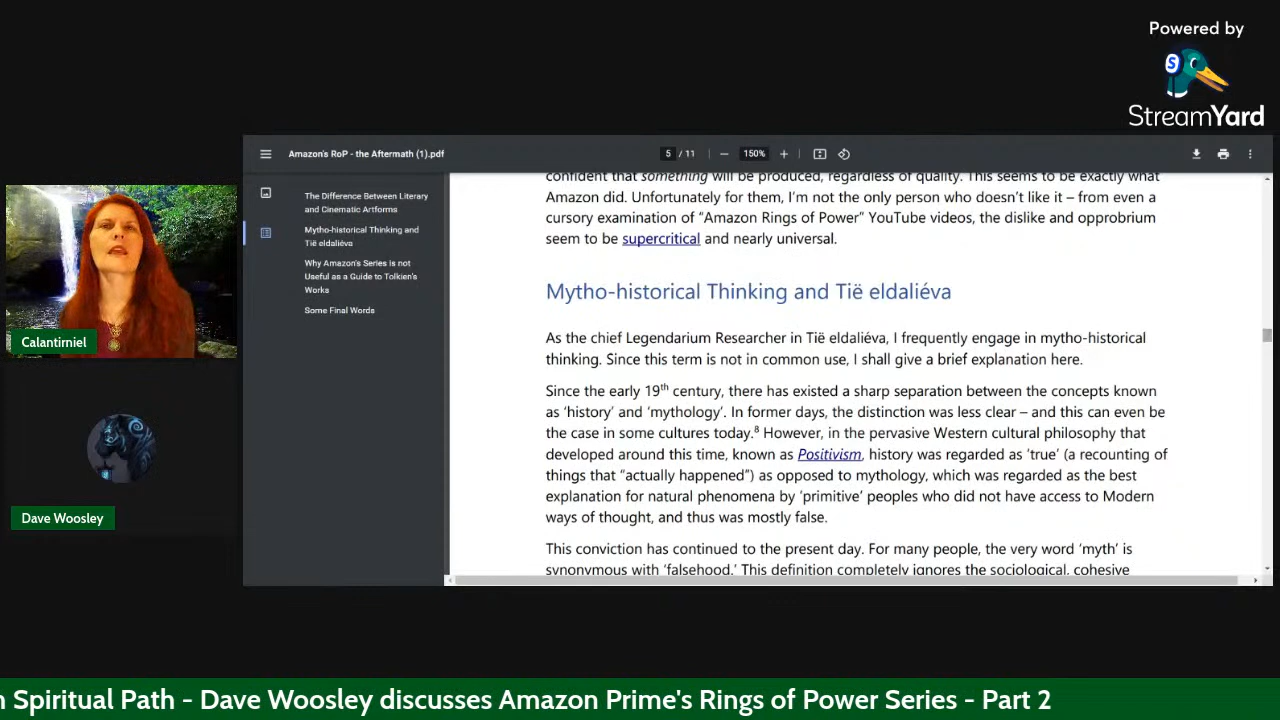 Powered by
StreamYard
Amazon's RoP - the Aftermath (1).pdf
5 / 11
150%
The Difference Between Literary
and Cinematic Artforms
Mytho-historical Thinking and
Tië eldaliéva
Why Amazon's Series is not
Useful as a Guide to Tolkien's
Works
Some Final Words
confident that something will be produced, regardless of quality. This seems to be exactly what
Amazon did. Unfortunately for them, I'm not the only person who doesn't like it – from even a
cursory examination of “Amazon Rings of Power” YouTube videos, the dislike and opprobrium
seem to be supercritical and nearly universal.
Mytho-historical Thinking and Tië eldaliéva
As the chief Legendarium Researcher in Tië eldaliéva, I frequently engage in mytho-historical
thinking. Since this term is not in common use, I shall give a brief explanation here.
Since the early 19th century, there has existed a sharp separation between the concepts known
as ‘history’ and ‘mythology’. In former days, the distinction was less clear – and this can even be
the case in some cultures today.8 However, in the pervasive Western cultural philosophy that
developed around this time, known as Positivism, history was regarded as ‘true’ (a recounting of
things that “actually happened”) as opposed to mythology, which was regarded as the best
explanation for natural phenomena by ‘primitive’ peoples who did not have access to Modern
ways of thought, and thus was mostly false.
This conviction has continued to the present day. For many people, the very word ‘myth’ is
synonymous with ‘falsehood.’ This definition completely ignores the sociological, cohesive
Calantirniel
Dave Woosley
n Spiritual Path - Dave Woosley discusses Amazon Prime's Rings of Power Series - Part 2